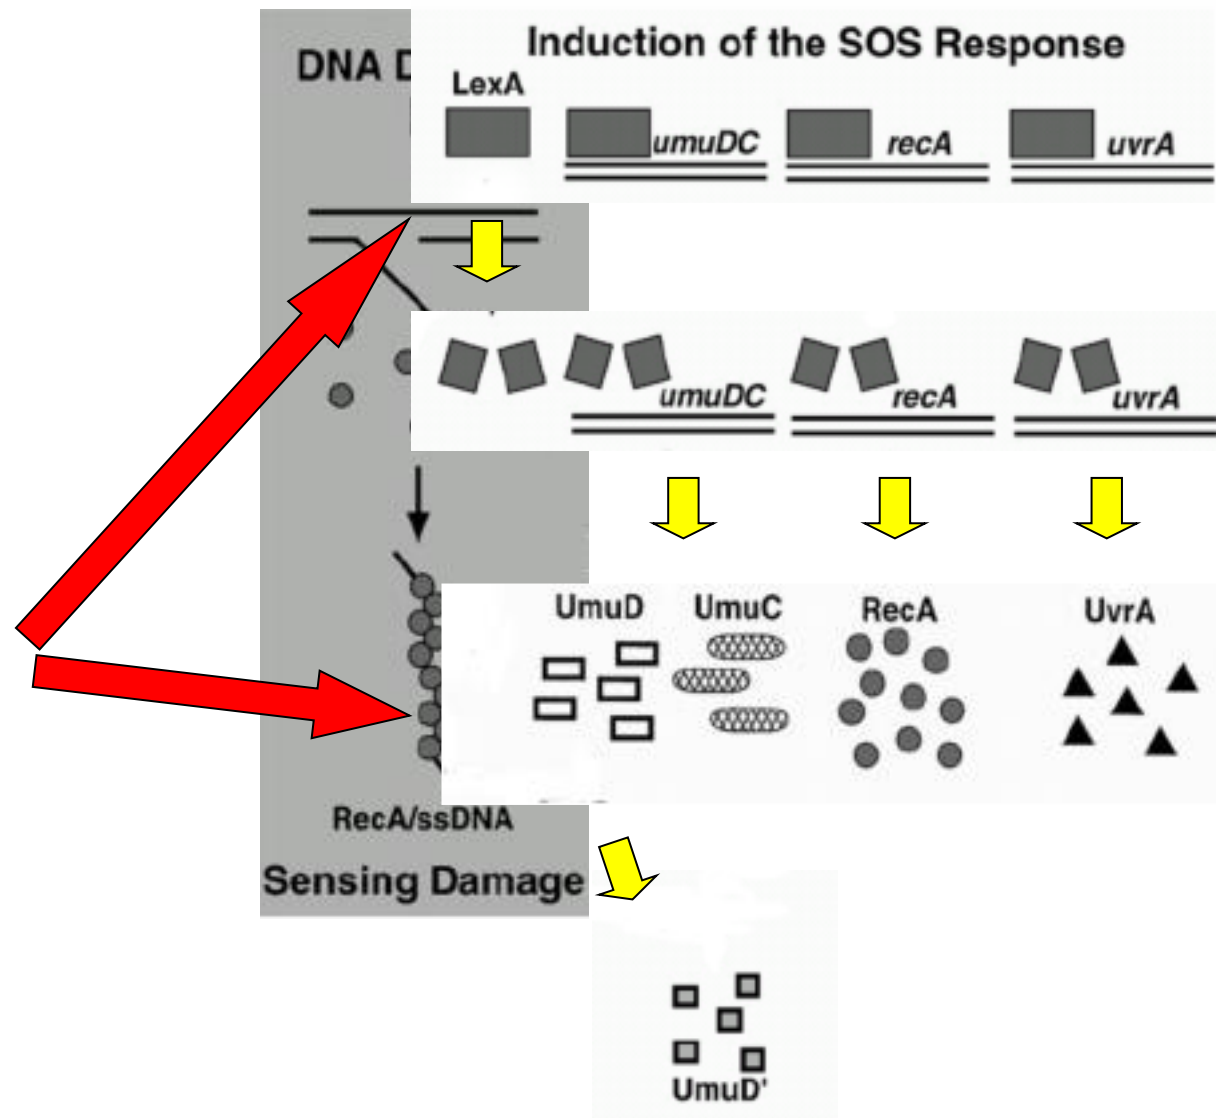 Induction of the SOS Response
DNA D
LexA
umuDC recA uvrA
umuDC recA uvrA
UmuD UmuC RecA UvrA
RecA/ssDNA
Sensing Damage
UmuD'